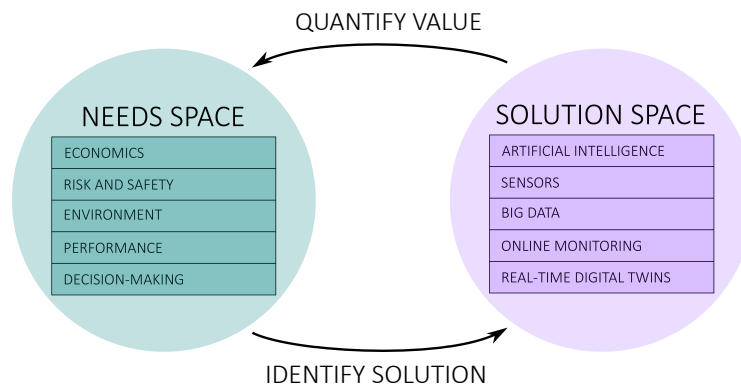 QUANTIFY VALUE
NEEDS SPACE
ECONOMICS
RISK AND SAFETY
ENVIRONMENT
PERFORMANCE
DECISION-MAKING
SOLUTION SPACE
ARTIFICIAL INTELLIGENCE
SENSORS
BIG DATA
ONLINE MONITORING
REAL-TIME DIGITAL TWINS
IDENTIFY SOLUTION